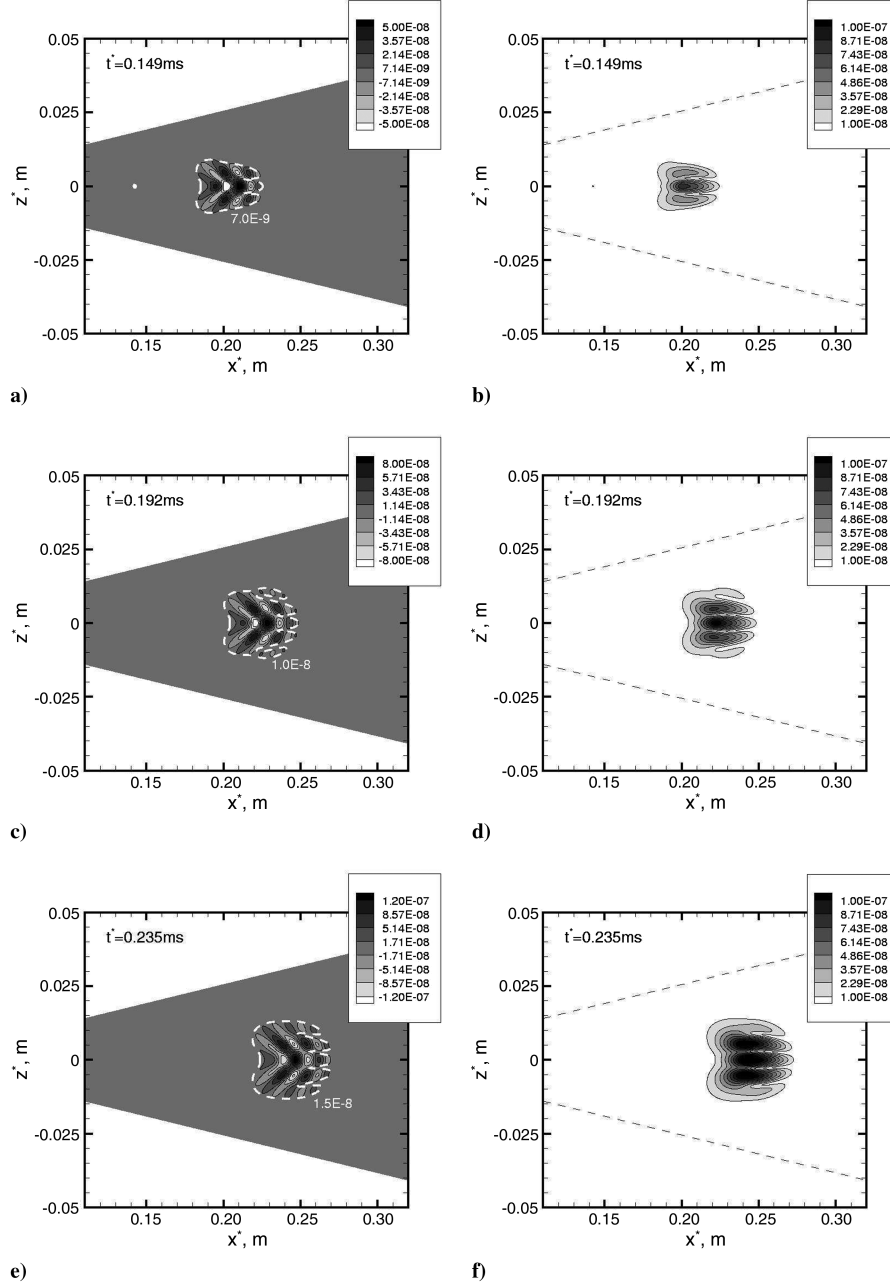 0.05
0.025
0
-0.025
-0.05
z*, m
t*=0.149ms
5.00E-08
3.57E-08
2.14E-08
7.14E-09
-7.14E-09
-2.14E-08
-3.57E-08
-5.00E-08
7.0E-9
0.15
0.20
0.25
0.30
x*, m
a)
0.05
0.025
0
-0.025
-0.05
z*, m
t*=0.149ms
1.00E-07
8.71E-08
7.43E-08
6.14E-08
4.86E-08
3.57E-08
2.29E-08
1.00E-08
0.15
0.20
0.25
0.30
x*, m
b)
0.05
0.025
0
-0.025
-0.05
z*, m
t*=0.192ms
8.00E-08
5.71E-08
3.43E-08
1.14E-08
-1.14E-08
-3.43E-08
-5.71E-08
-8.00E-08
1.0E-8
0.15
0.20
0.25
0.30
x*, m
c)
0.05
0.025
0
-0.025
-0.05
z*, m
t*=0.192ms
1.00E-07
8.71E-08
7.43E-08
6.14E-08
4.86E-08
3.57E-08
2.29E-08
1.00E-08
0.15
0.20
0.25
0.30
x*, m
d)
0.05
0.025
0
-0.025
-0.05
z*, m
t*=0.235ms
1.20E-07
8.57E-08
5.14E-08
1.71E-08
-1.71E-08
-5.14E-08
-8.57E-08
-1.20E-07
1.5E-8
0.15
0.20
0.25
0.30
x*, m
e)
0.05
0.025
0
-0.025
-0.05
z*, m
t*=0.235ms
1.00E-07
8.71E-08
7.43E-08
6.14E-08
4.86E-08
3.57E-08
2.29E-08
1.00E-08
0.15
0.20
0.25
0.30
x*, m
f)